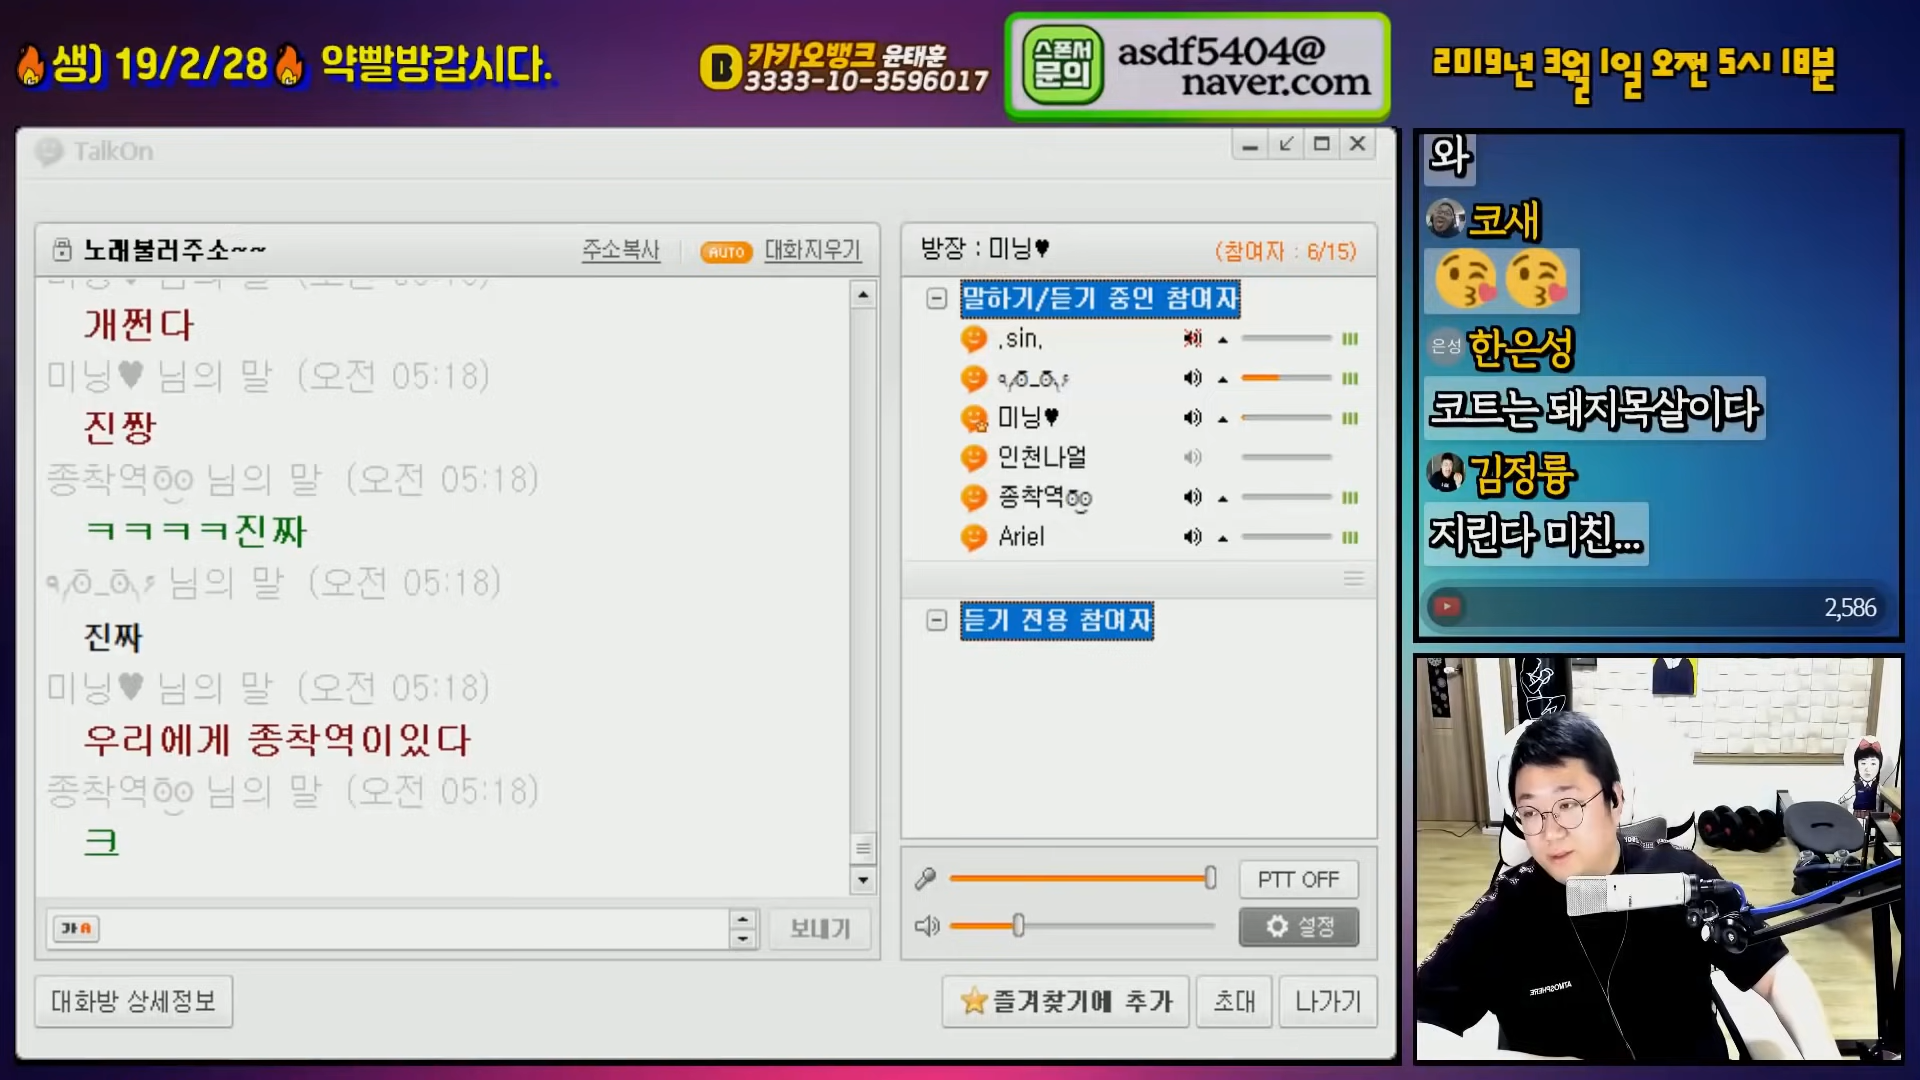 생) 19/2/28 약빨방갑시다.
카카오뱅크 윤태훈
3333-10-3596017
스폰서
문의
asdf5404@
naver.com
2019년 3월 1일 오전 5시 18분
TalkOn
노래불러주소~~
주소복사
AUTO
대화지우기
개쩐다
미닝♥ 님의 말 (오전 05:18)
진짱
종착역 님의 말 (오전 05:18)
ㅋㅋㅋㅋ진짜
님의 말 (오전 05:18)
진짜
미닝♥ 님의 말 (오전 05:18)
우리에게 종착역이있다
종착역 님의 말 (오전 05:18)
크
가A
보내기
대화방 상세정보
방장 : 미닝♥
(참여자 : 6/15)
말하기/듣기 중인 참여자
,sin,
미닝♥
인천나얼
종착역
Ariel
듣기 전용 참여자
PTT OFF
설정
즐겨찾기에 추가
초대
나가기
와
코새
😘😘
은성 한은성
코트는 돼지목살이다
김정륜
지린다 미친...
2,586
ATMOSPHERE